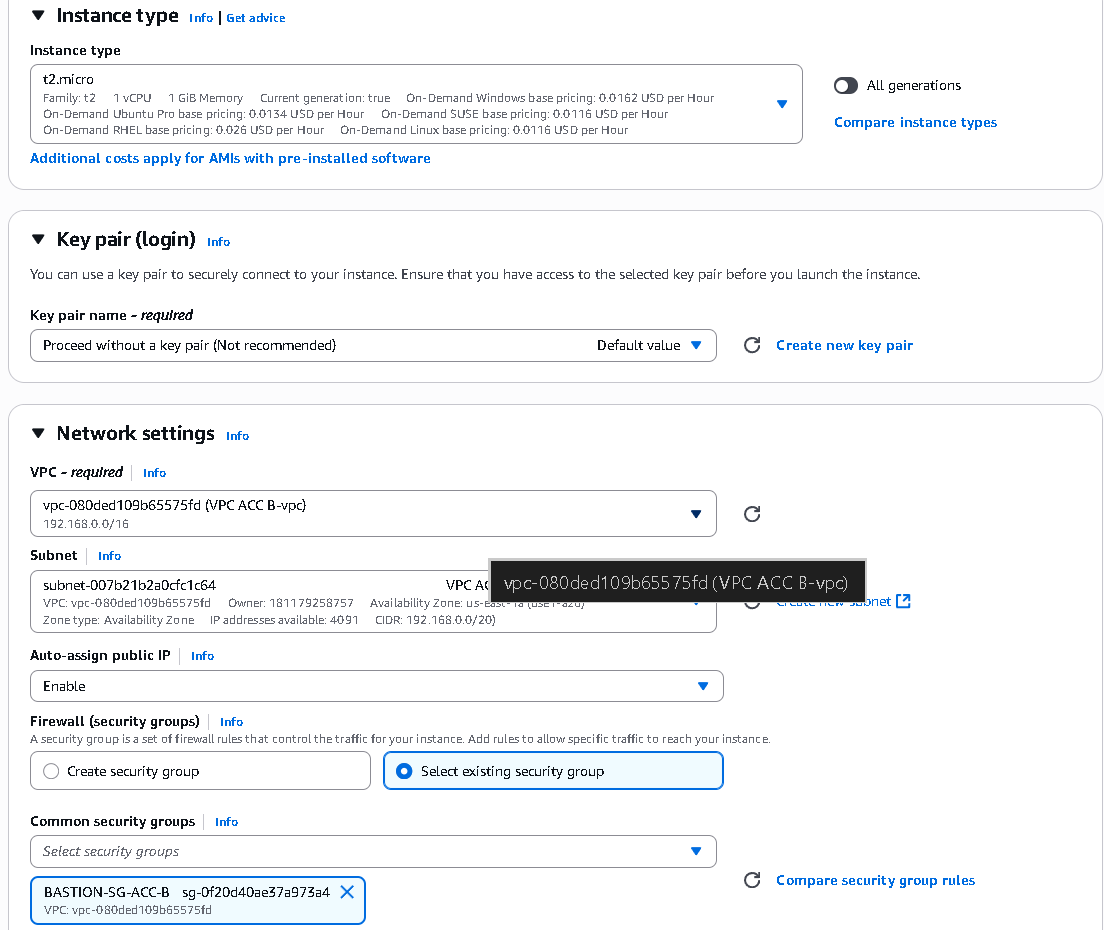 Instance type Info | Get advice
Instance type
t2.micro
Family: t2 1 vCPU 1 GiB Memory Current generation: true On-Demand Windows base pricing: 0.0162 USD per Hour
On-Demand Ubuntu Pro base pricing: 0.0134 USD per Hour On-Demand SUSE base pricing: 0.0116 USD per Hour
On-Demand RHEL base pricing: 0.026 USD per Hour On-Demand Linux base pricing: 0.0116 USD per Hour
All generations
Compare instance types
Additional costs apply for AMIs with pre-installed software
Key pair (login) Info
You can use a key pair to securely connect to your instance. Ensure that you have access to the selected key pair before you launch the instance.
Key pair name - required
Proceed without a key pair (Not recommended) Default value
Create new key pair
Network settings Info
VPC - required Info
vpc-080ded109b65575fd (VPC ACC B-vpc)
192.168.0.0/16
Subnet Info
subnet-007b21b2a0cfc1c64 VPC AC
vpc-080ded109b65575fd (VPC ACC B-vpc)
VPC: vpc-080ded109b65575fd Owner: 181179258757 Availability Zone: us-east-1a (use1-az6)
Zone type: Availability Zone IP addresses available: 4091 CIDR: 192.168.0.0/20)
Create new subnet
Auto-assign public IP Info
Enable
Firewall (security groups) Info
A security group is a set of firewall rules that control the traffic for your instance. Add rules to allow specific traffic to reach your instance.
Create security group
Select existing security group
Common security groups Info
Select security groups
BASTION-SG-ACC-B sg-0f20d40ae37a973a4
VPC: vpc-080ded109b65575fd
Compare security group rules